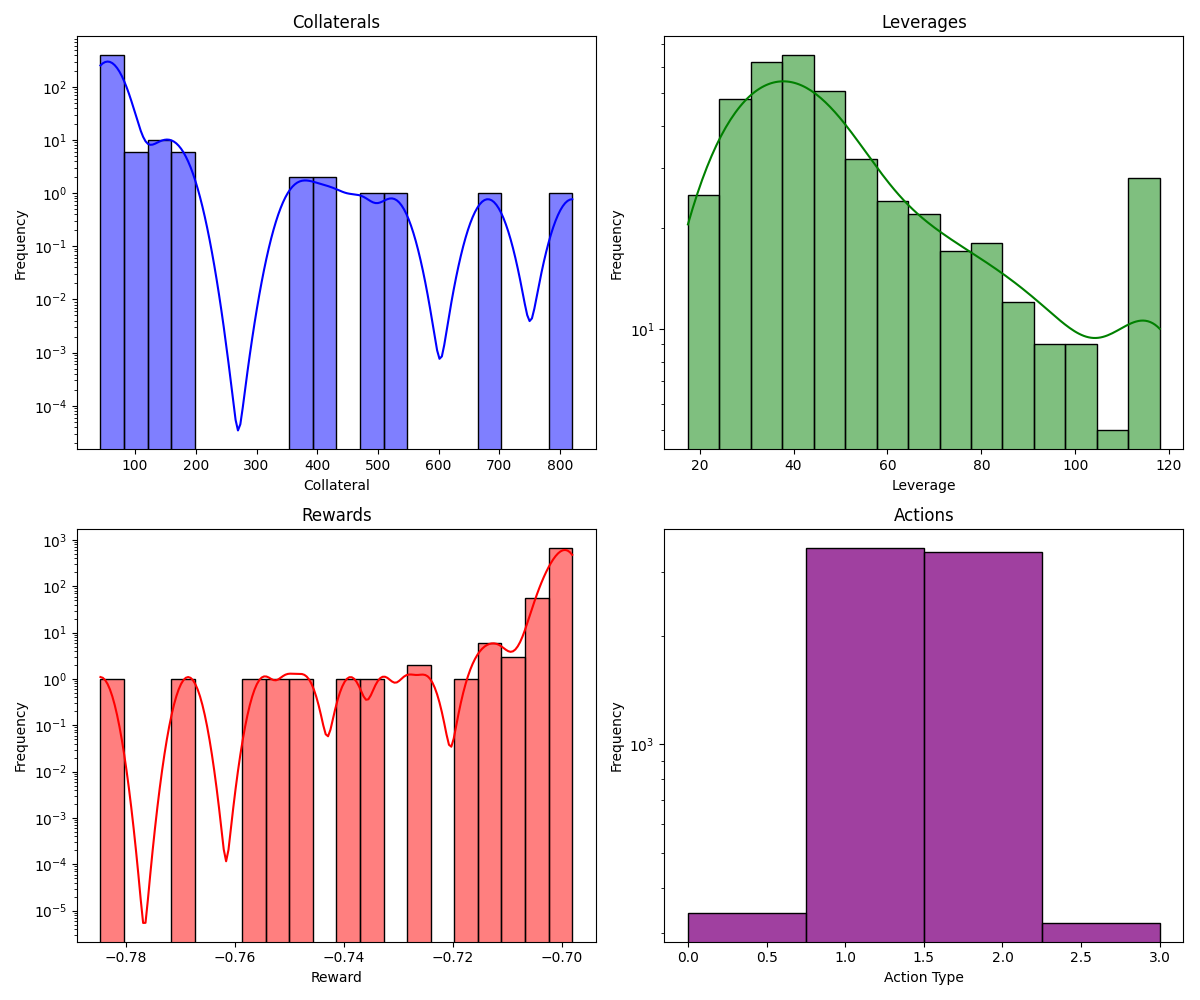 Collaterals
Frequency
10^2
10^1
10^0
10^-1
10^-2
10^-3
10^-4
100 200 300 400 500 600 700 800
Collateral
Leverages
Frequency
10^1
20 40 60 80 100 120
Leverage
Rewards
Frequency
10^3
10^2
10^1
10^0
10^-1
10^-2
10^-3
10^-4
10^-5
−0.78 −0.76 −0.74 −0.72 −0.70
Reward
Actions
Frequency
10^3
0.0 0.5 1.0 1.5 2.0 2.5 3.0
Action Type